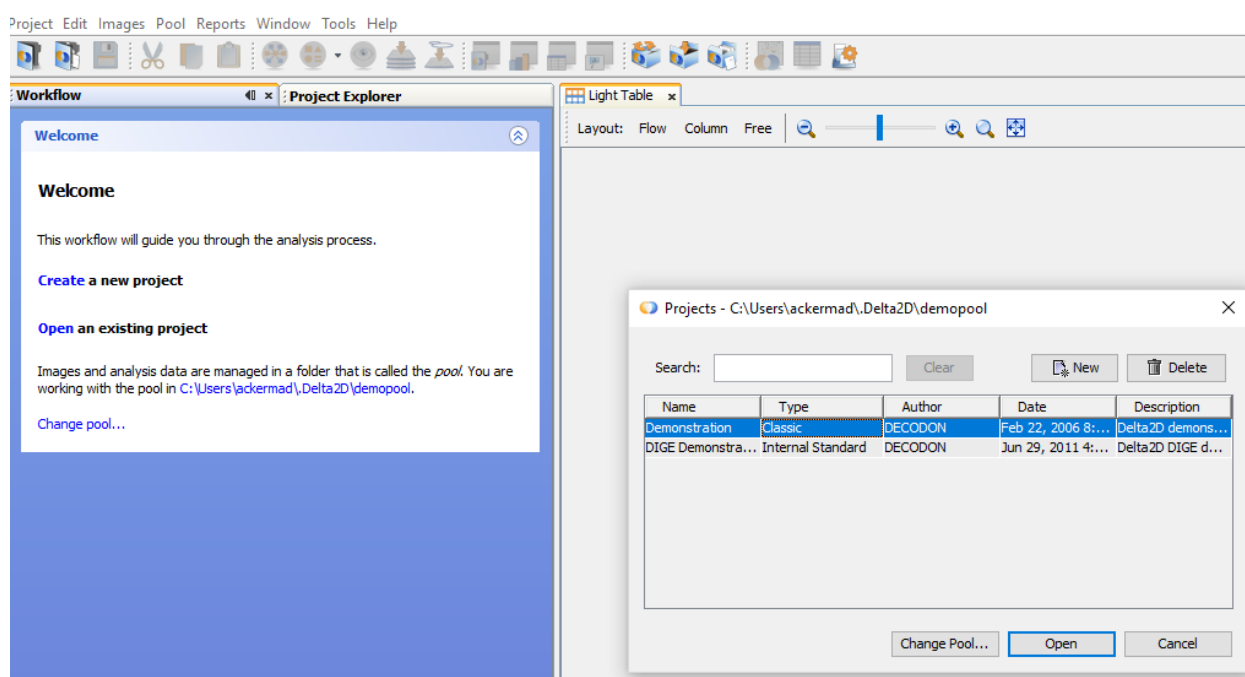 Project Edit Images Pool Reports Window Tools Help
Workflow
Project Explorer
Light Table
Layout: Flow Column Free
Welcome
Welcome
This workflow will guide you through the analysis process.
Create a new project
Open an existing project
Images and analysis data are managed in a folder that is called the pool. You are
working with the pool in C:\Users\ackermad\.Delta2D\demopool.
Change pool...
Projects - C:\Users\ackermad\.Delta2D\demopool
Search: Clear New Delete
Name Type Author Date Description
Demonstration Classic DECODON Feb 22, 2006 8:... Delta2D demons...
DIGE Demonstra... Internal Standard DECODON Jun 29, 2011 4:... Delta2D DIGE d...
Change Pool... Open Cancel